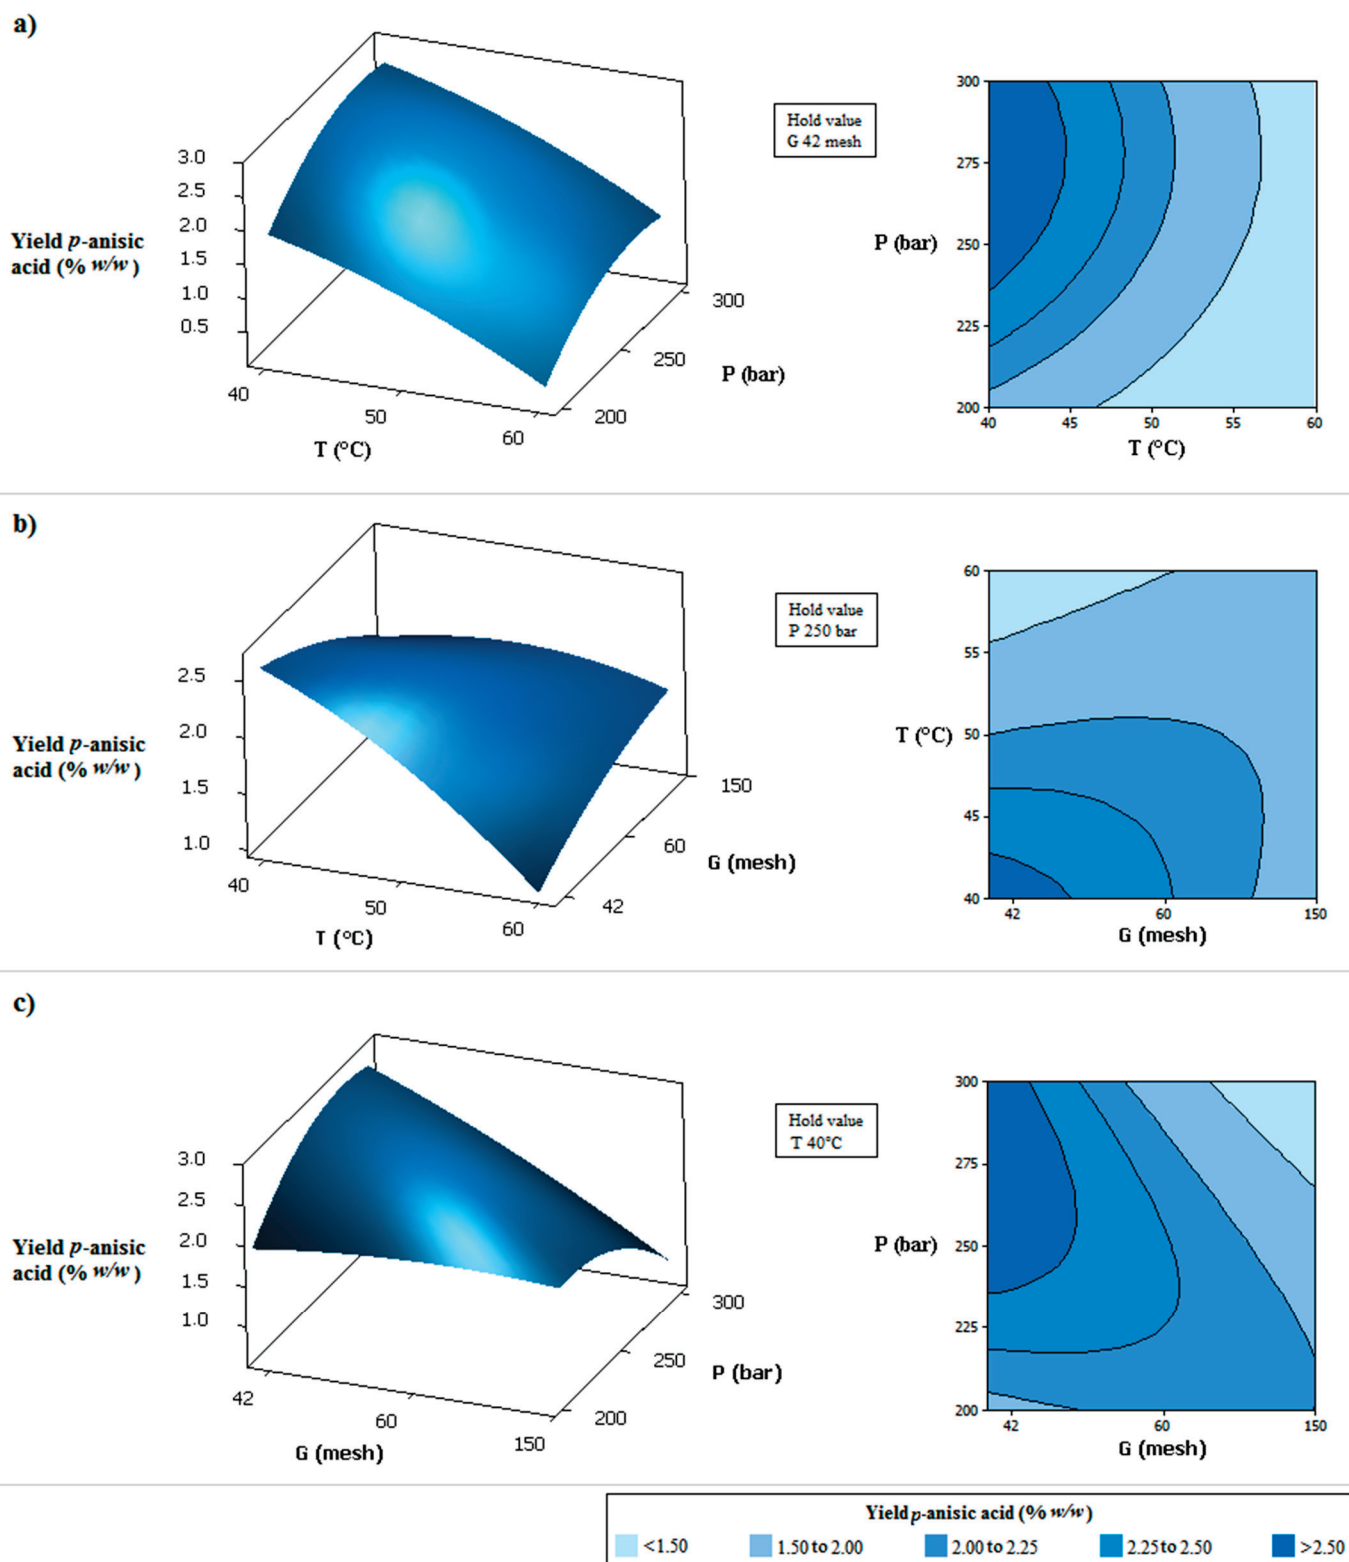 a)
3.0
2.5
2.0
1.5
1.0
0.5
Yield p-anisic
acid (% w/w)
40
50
60
T (°C)
200
250
300
P (bar)
Hold value
G 42 mesh
300
275
250
225
200
P (bar)
40 45 50 55 60
T (°C)
b)
2.5
2.0
1.5
1.0
Yield p-anisic
acid (% w/w)
40
50
60
T (°C)
42
60
150
G (mesh)
Hold value
P 250 bar
60
55
50
45
40
T (°C)
42 60 150
G (mesh)
c)
3.0
2.5
2.0
1.5
1.0
Yield p-anisic
acid (% w/w)
42
60
150
G (mesh)
200
250
300
P (bar)
Hold value
T 40°C
300
275
250
225
200
P (bar)
42 60 150
G (mesh)
Yield p-anisic acid (% w/w)
<1.50 1.50 to 2.00 2.00 to 2.25 2.25 to 2.50 >2.50